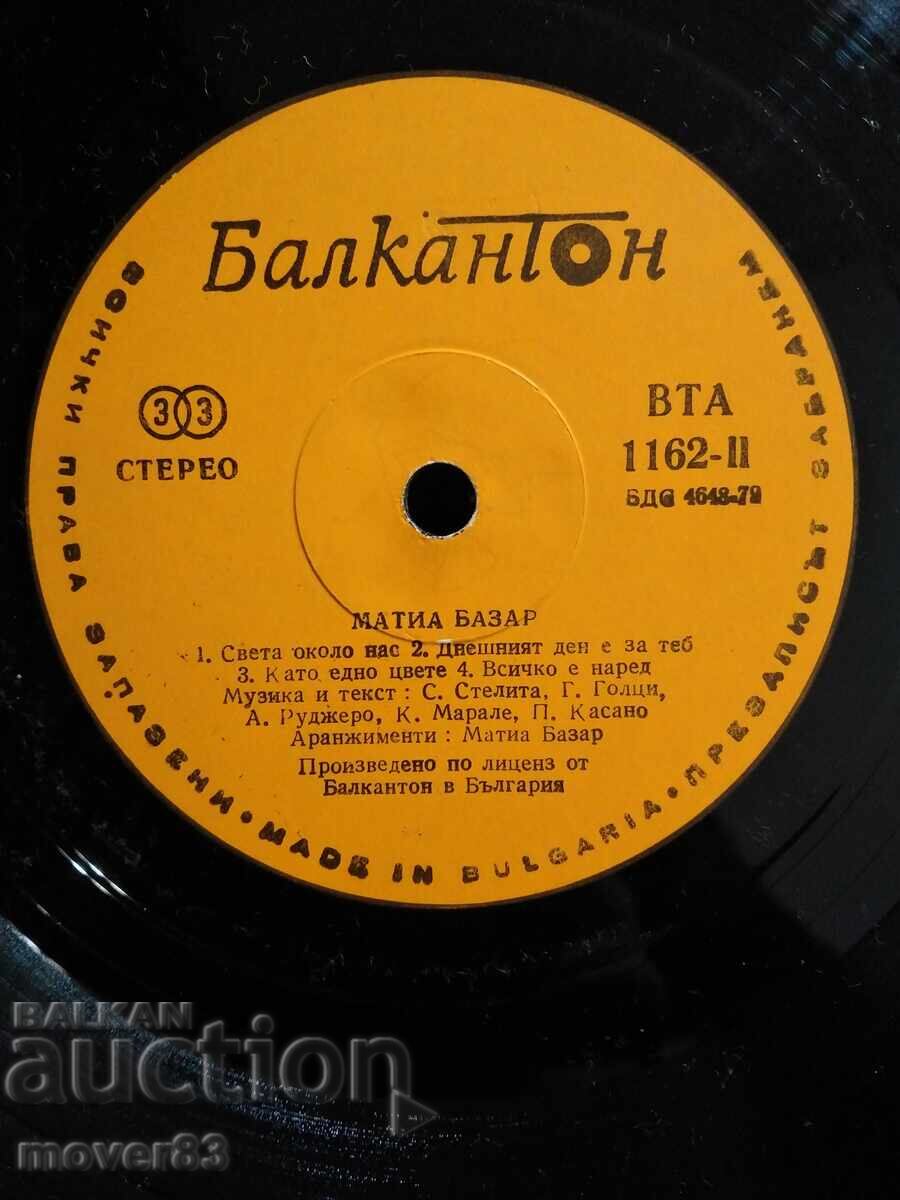 Балкантон
33
СТЕРЕО
ВТА
1162-II
БДС 4648-79
МАТИА БАЗАР
1. Света около нас 2. Днешният ден е за теб
3. Като едно цвете 4. Всичко е наред
Музика и текст : С. Стелита, Г. Голци,
А. Руджеро, К. Марале, П. Касано
Аранжименти : Матиа Базар
Произведено по лиценз от
Балкантон в България
ВСИЧКИ ПРАВА ЗАПАЗЕНИ • MADE IN BULGARIA • ПРЕЗАПИСЪТ ЗАБРАНЕН
BALKAN
auction
mover83